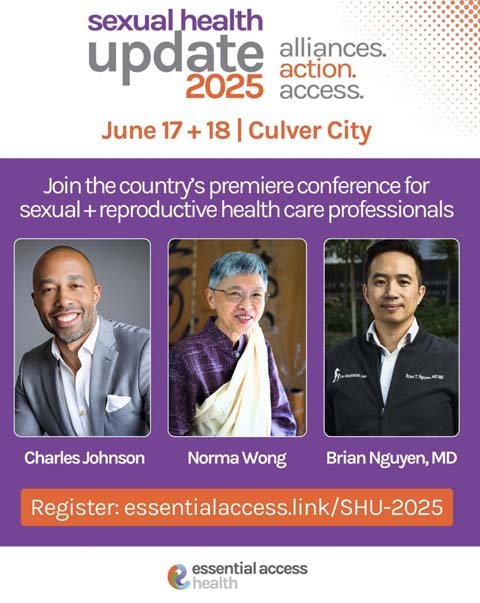 sexual health
update
2025
alliances.
action.
access.
June 17 + 18 | Culver City
Join the country's premiere conference for
sexual + reproductive health care professionals
Charles Johnson
Norma Wong
Brian Nguyen, MD
Register: essentialaccess.link/SHU-2025
essential access
health